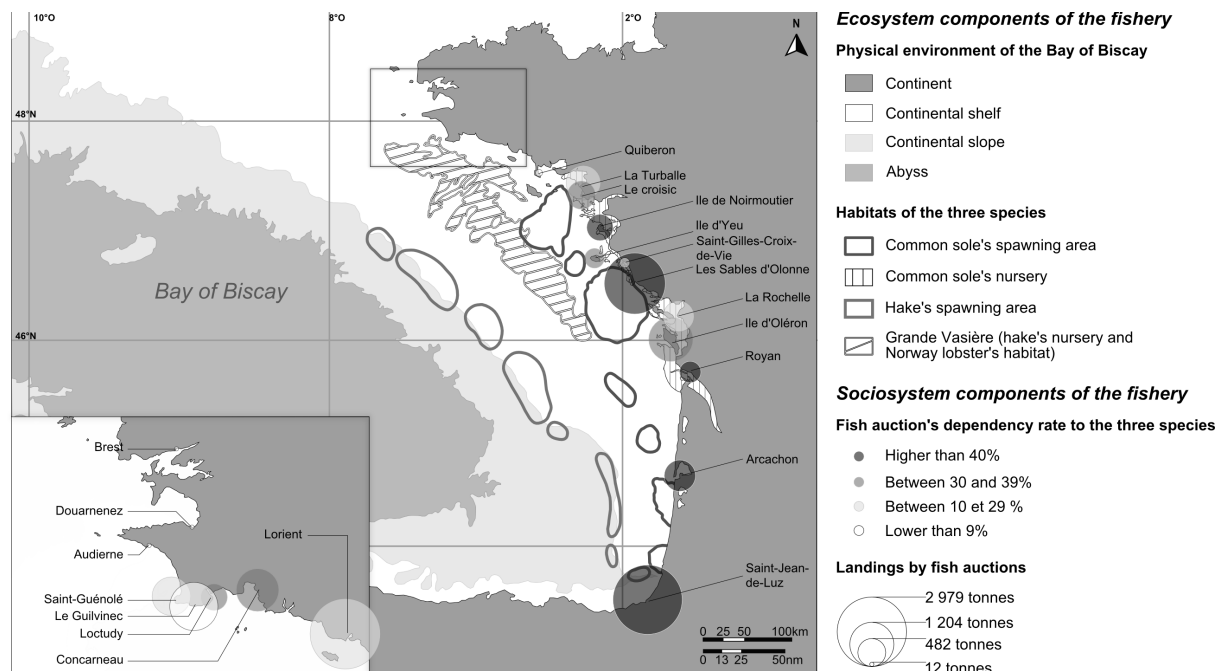 10°O
8°O
2°O
N
48°N
46°N
Bay of Biscay
Quiberon
La Turballe
Le croisic
Ile de Noirmoutier
Ile d'Yeu
Saint-Gilles-Croix-
de-Vie
Les Sables d'Olonne
La Rochelle
Ile d'Oléron
Royan
Arcachon
Saint-Jean-
de-Luz
Brest
Douarnenez
Audierne
Lorient
Saint-Guénolé
Le Guilvinec
Loctudy
Concarneau
0 25 50 100km
0 13 25 50nm
Ecosystem components of the fishery
Physical environment of the Bay of Biscay
Continent
Continental shelf
Continental slope
Abyss
Habitats of the three species
Common sole's spawning area
Common sole's nursery
Hake's spawning area
Grande Vasière (hake's nursery and
Norway lobster's habitat)
Sociosystem components of the fishery
Fish auction's dependency rate to the three species
Higher than 40%
Between 30 and 39%
Between 10 et 29 %
Lower than 9%
Landings by fish auctions
2 979 tonnes
1 204 tonnes
482 tonnes
12 tonnes